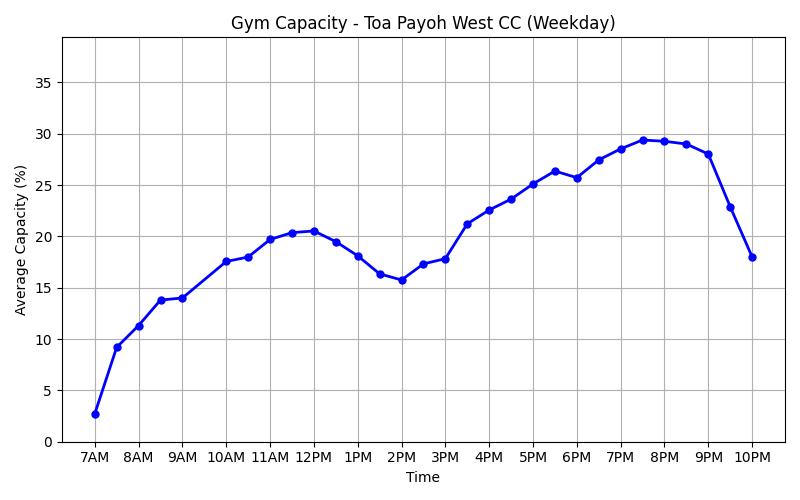 Gym Capacity - Toa Payoh West CC (Weekday)
Average Capacity (%)
35
30
25
20
15
10
5
0
7AM 8AM 9AM 10AM 11AM 12PM 1PM 2PM 3PM 4PM 5PM 6PM 7PM 8PM 9PM 10PM
Time